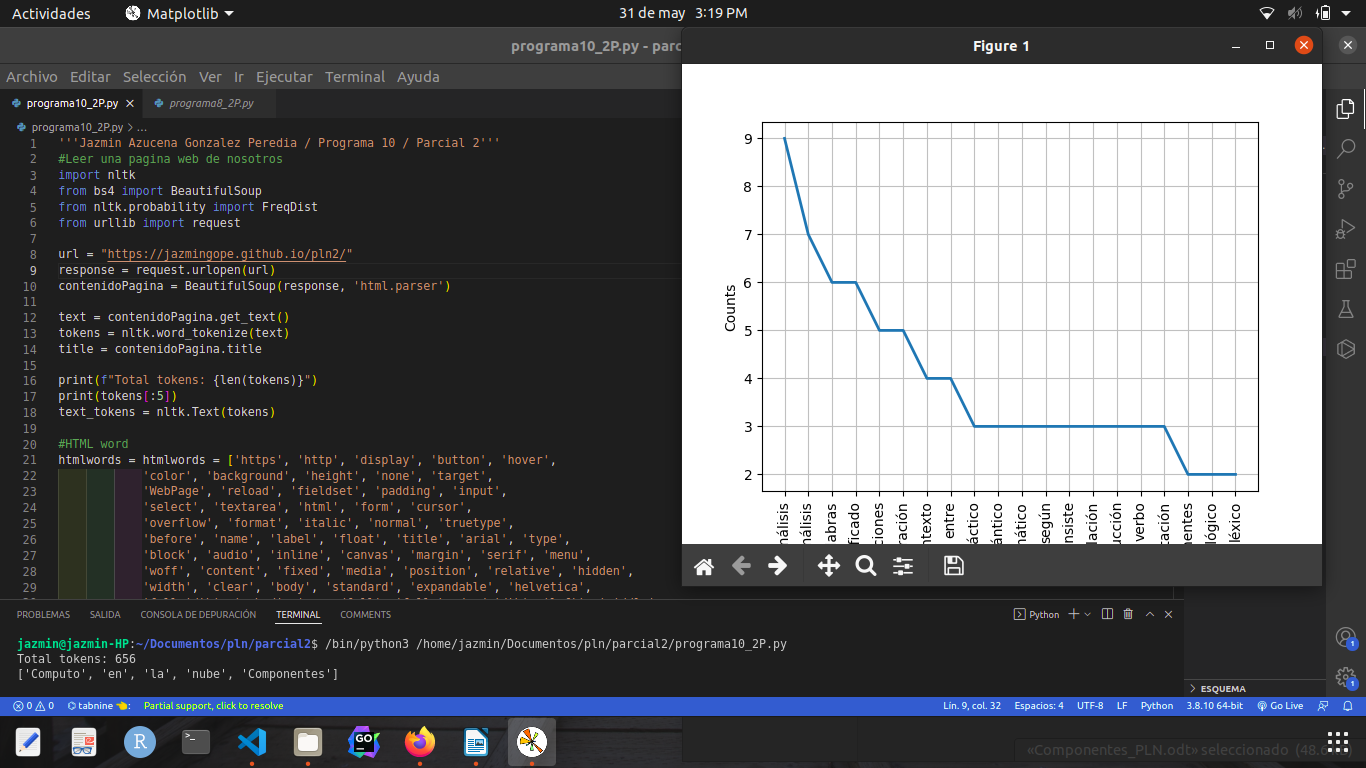 Actividades Matplotlib 31 de may 3:19 PM
programa10_2P.py - parc
Figure 1
Archivo Editar Selección Ver Ir Ejecutar Terminal Ayuda
programa10_2P.py programa8_2P.py
programa10_2P.py > ...
1 '''Jazmin Azucena Gonzalez Peredia / Programa 10 / Parcial 2'''
2 #Leer una pagina web de nosotros
3 import nltk
4 from bs4 import BeautifulSoup
5 from nltk.probability import FreqDist
6 from urllib import request
7
8 url = "https://jazmingope.github.io/pln2/"
9 response = request.urlopen(url)
10 contenidoPagina = BeautifulSoup(response, 'html.parser')
11
12 text = contenidoPagina.get_text()
13 tokens = nltk.word_tokenize(text)
14 title = contenidoPagina.title
15
16 print(f"Total tokens: {len(tokens)}")
17 print(tokens[:5])
18 text_tokens = nltk.Text(tokens)
19
20 #HTML word
21 htmlwords = htmlwords = ['https', 'http', 'display', 'button', 'hover',
22 'color', 'background', 'height', 'none', 'target',
23 'WebPage', 'reload', 'fieldset', 'padding', 'input',
24 'select', 'textarea', 'html', 'form', 'cursor',
25 'overflow', 'format', 'italic', 'normal', 'truetype',
26 'before', 'name', 'label', 'float', 'title', 'arial', 'type',
27 'block', 'audio', 'inline', 'canvas', 'margin', 'serif', 'menu',
28 'woff', 'content', 'fixed', 'media', 'position', 'relative', 'hidden',
29 'width', 'clear', 'body', 'standard', 'expandable', 'helvetica',
9
8
7
6
5
4
3
2
Counts
nálisis
nálisis
abras
ficado
ciones
ración
ntexto
entre
áctico
ántico
mático
según
nsiste
lación
ucción
verbo
cación
nentes
lógico
léxico
PROBLEMAS SALIDA CONSOLA DE DEPURACIÓN TERMINAL COMMENTS Python
jazmin@jazmin-HP:~/Documentos/pln/parcial2$ /bin/python3 /home/jazmin/Documentos/pln/parcial2/programa10_2P.py
Total tokens: 656
['Computo', 'en', 'la', 'nube', 'Componentes']
1
1
ESQUEMA
0 0 tabnine Partial support, click to resolve Lín. 9, col. 32 Espacios: 4 UTF-8 LF Python 3.8.10 64-bit Go Live
R >_ GO
«Componentes_PLN.odt» seleccionado (48.6